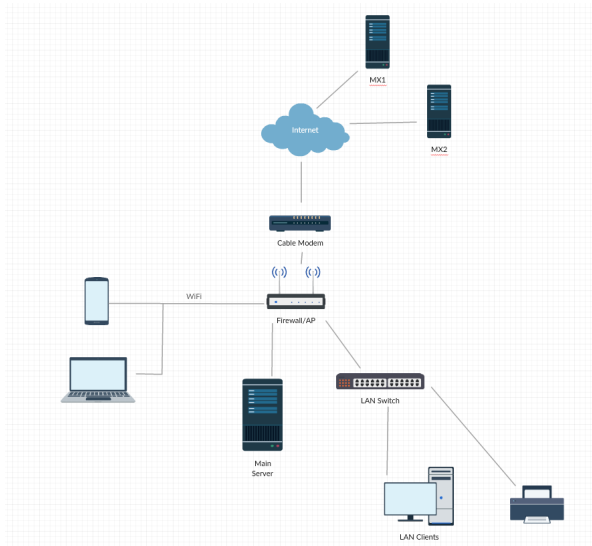 MX1
Internet
MX2
Cable Modem
WiFi
Firewall/AP
LAN Switch
Main
Server
LAN Clients